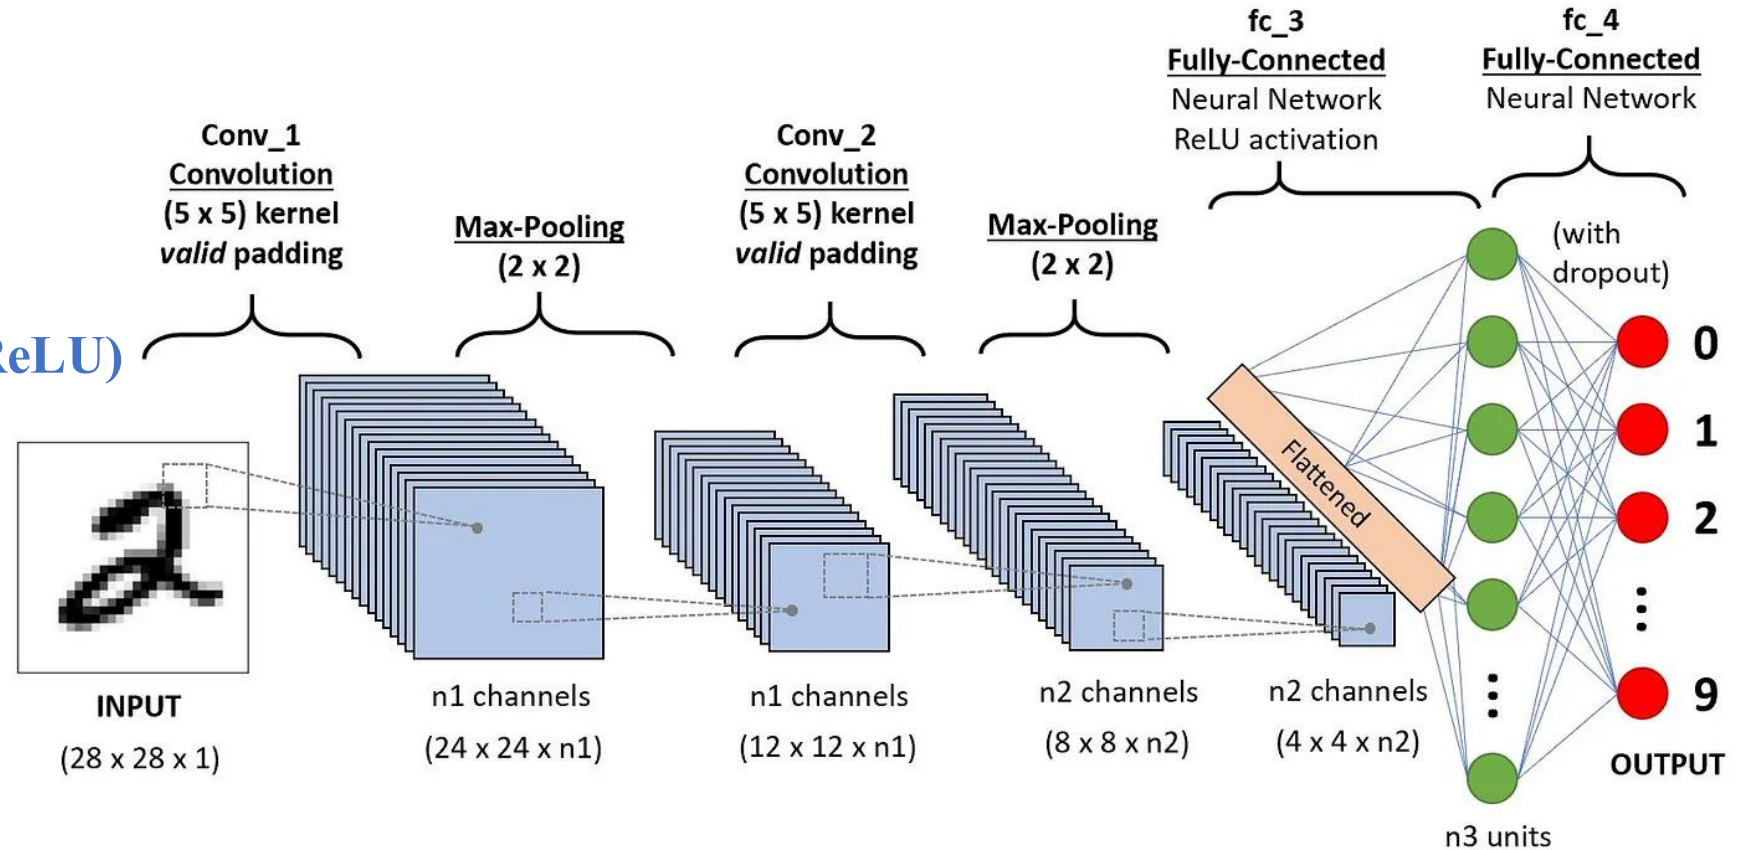 fc_3
Fully-Connected
Neural Network
ReLU activation
fc_4
Fully-Connected
Neural Network
Conv_1
Convolution
(5 x 5) kernel
valid padding
Max-Pooling
(2 x 2)
Conv_2
Convolution
(5 x 5) kernel
valid padding
Max-Pooling
(2 x 2)
(with
dropout)
eLU)
Flattened
0
1
2
9
INPUT
(28 x 28 x 1)
n1 channels
(24 x 24 x n1)
n1 channels
(12 x 12 x n1)
n2 channels
(8 x 8 x n2)
n2 channels
(4 x 4 x n2)
OUTPUT
n3 units